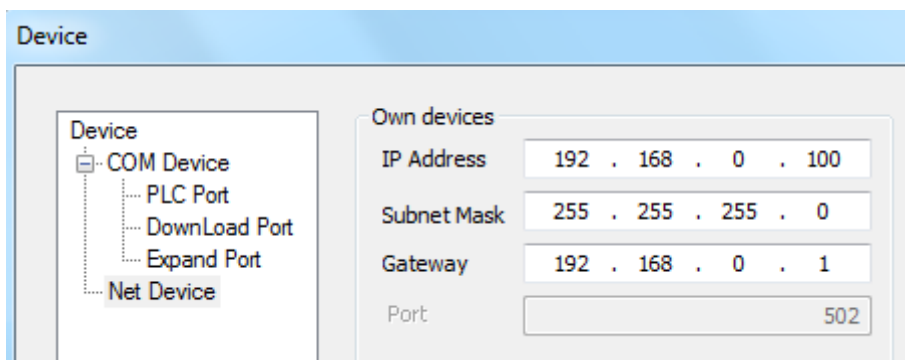 Device
Device
COM Device
PLC Port
DownLoad Port
Expand Port
Net Device
Own devices
IP Address 192 . 168 . 0 . 100
Subnet Mask 255 . 255 . 255 . 0
Gateway 192 . 168 . 0 . 1
Port 502